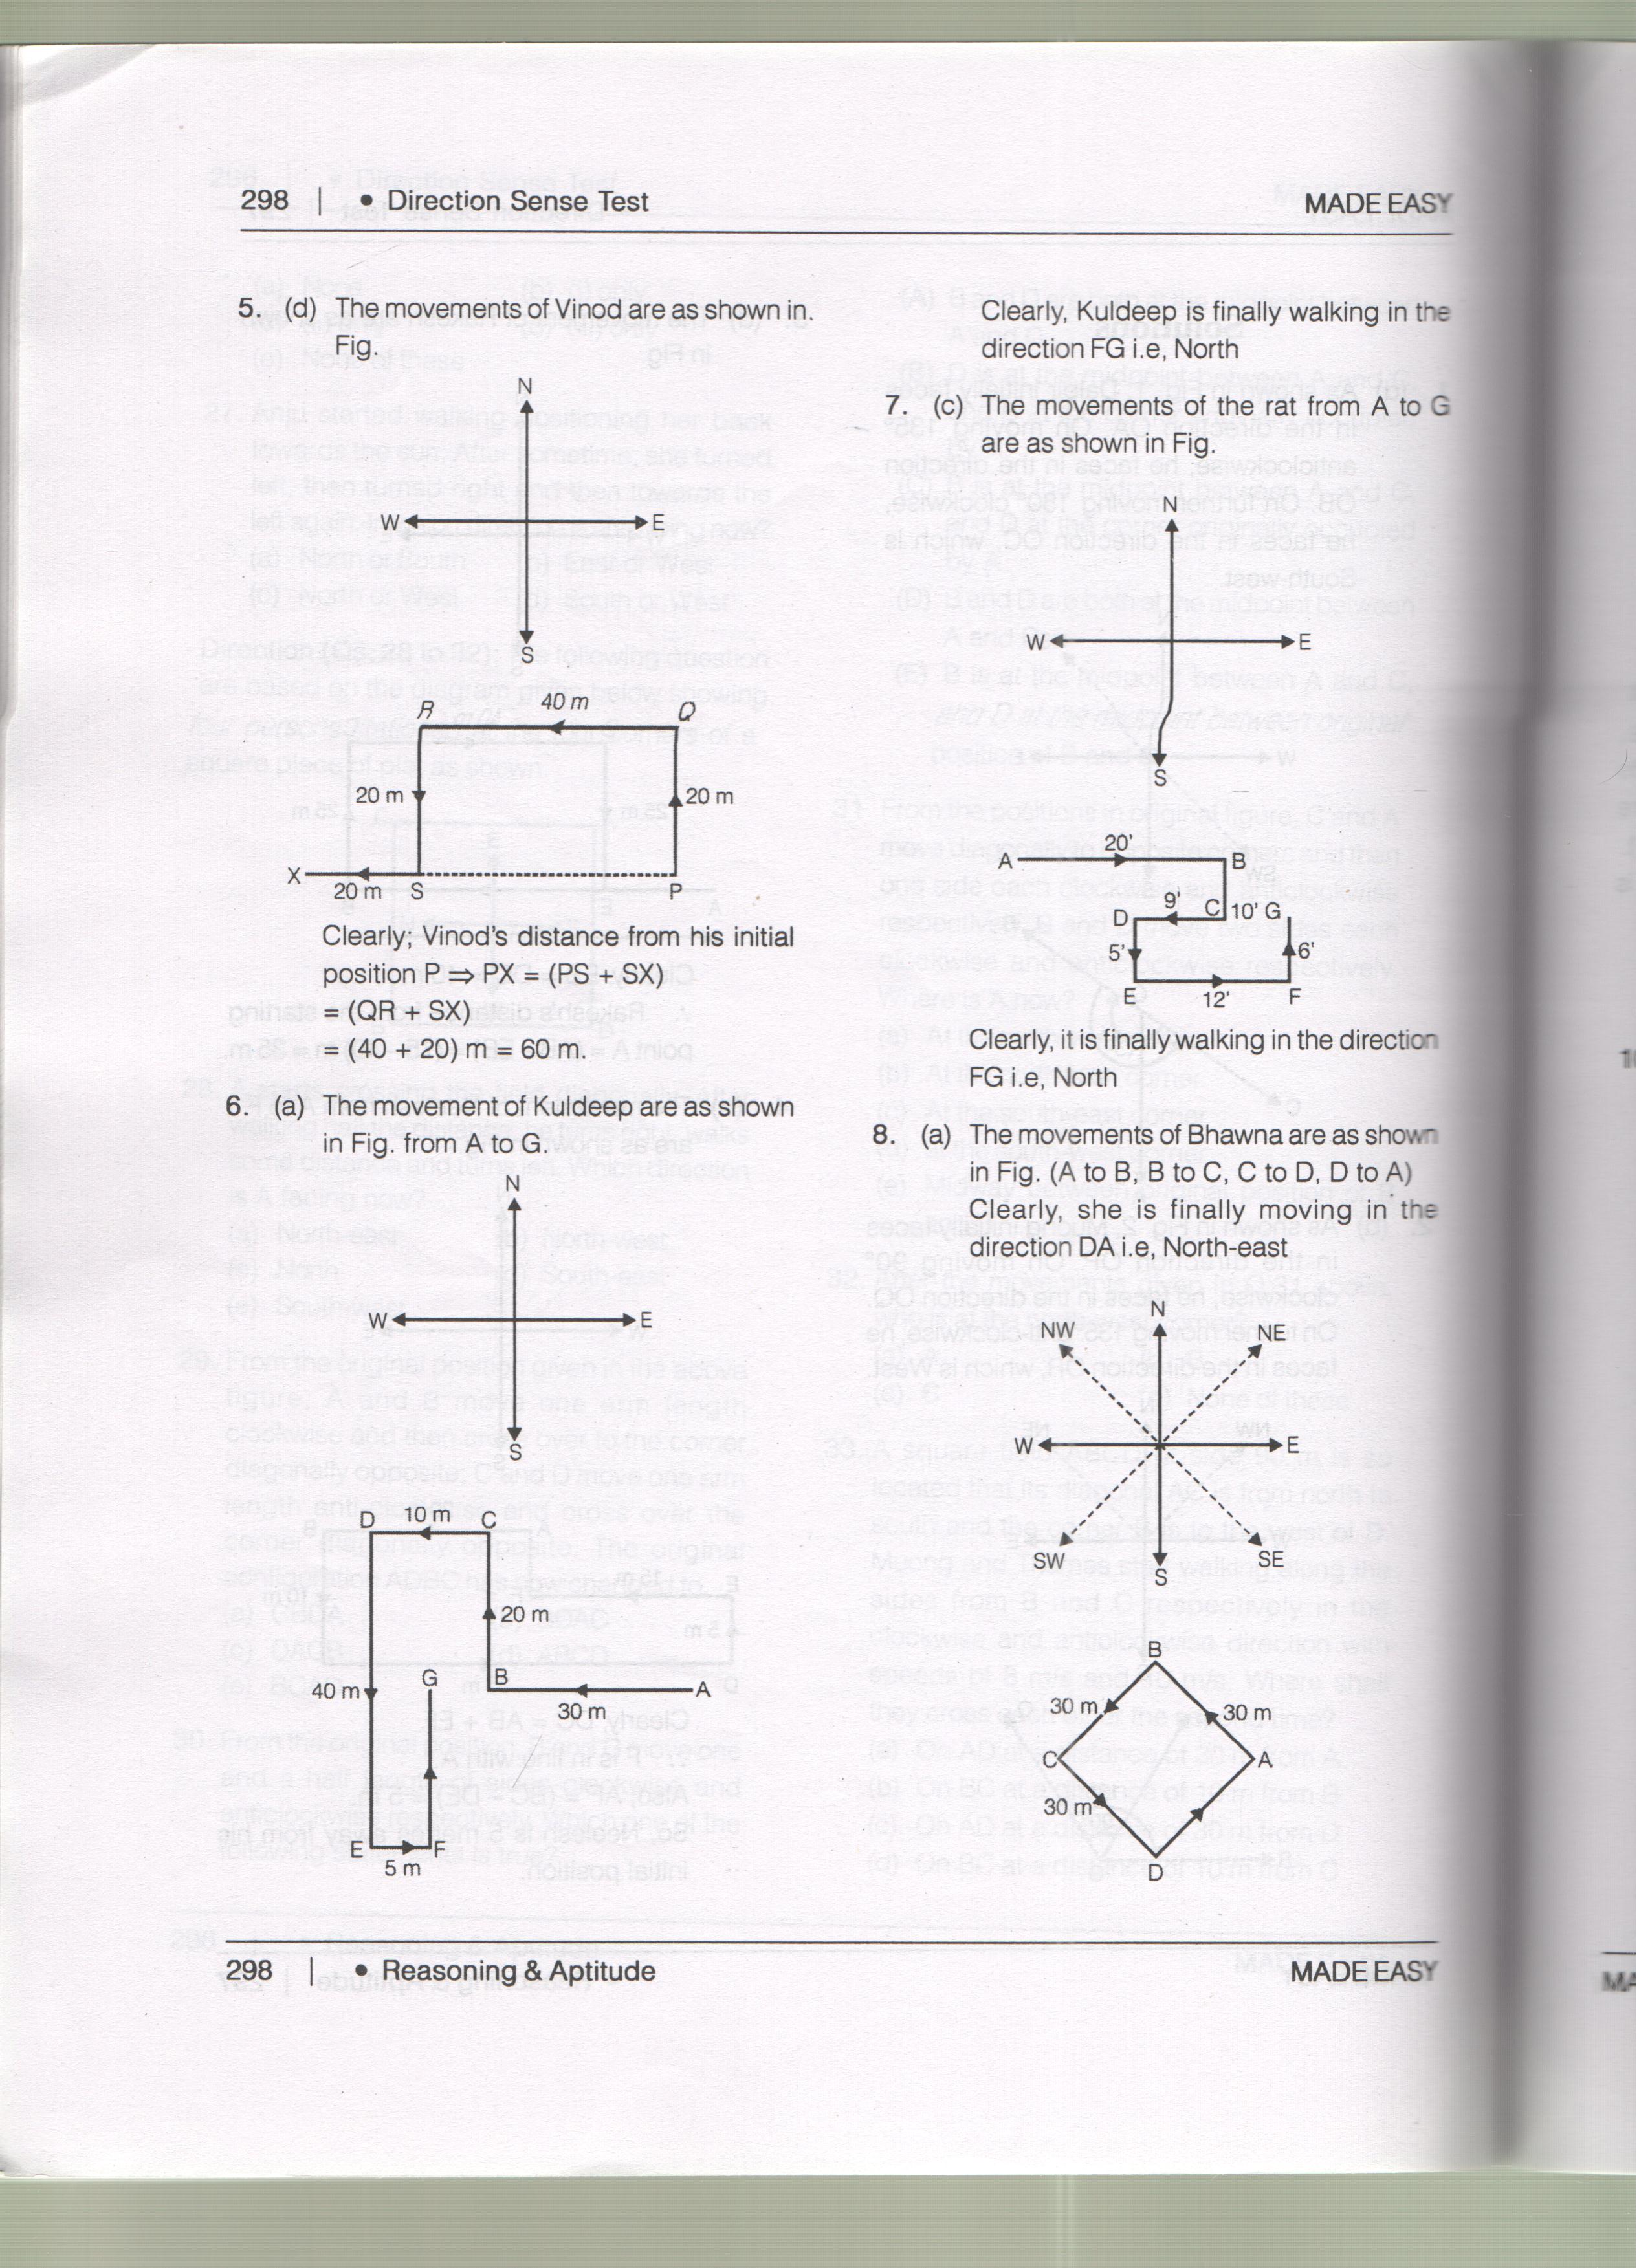 298 | • Direction Sense Test MADE EASY
5. (d) The movements of Vinod are as shown in.
Fig.
N
W E
S
R 40 m Q
20 m 20 m
X 20 m S P
Clearly; Vinod's distance from his initial
position P ⇒ PX = (PS + SX)
= (QR + SX)
= (40 + 20) m = 60 m.
6. (a) The movement of Kuldeep are as shown
in Fig. from A to G.
N
W E
S
D 10 m C
20 m
40 m G B A
30 m
E F
5 m
Clearly, Kuldeep is finally walking in the
direction FG i.e, North
7. (c) The movements of the rat from A to G
are as shown in Fig.
N
W E
S
A 20' B
D 9' C 10' G
5' 6'
E 12' F
Clearly, it is finally walking in the direction
FG i.e, North
8. (a) The movements of Bhawna are as shown
in Fig. (A to B, B to C, C to D, D to A)
Clearly, she is finally moving in the
direction DA i.e, North-east
N
NW NE
W E
SW SE
S
B
30 m 30 m
C A
30 m
D
298 | • Reasoning & Aptitude MADE EASY